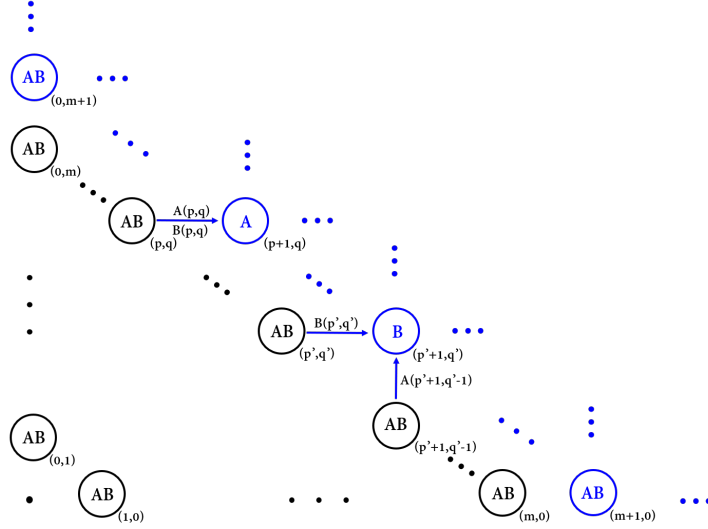 AB
(0,m+1)
AB
(0,m)
AB
(p,q)
A(p,q)
B(p,q)
A
(p+1,q)
AB
(p',q')
B(p',q')
B
(p'+1,q')
A(p'+1,q'-1)
AB
(p'+1,q'-1)
AB
(0,1)
AB
(1,0)
AB
(m,0)
AB
(m+1,0)